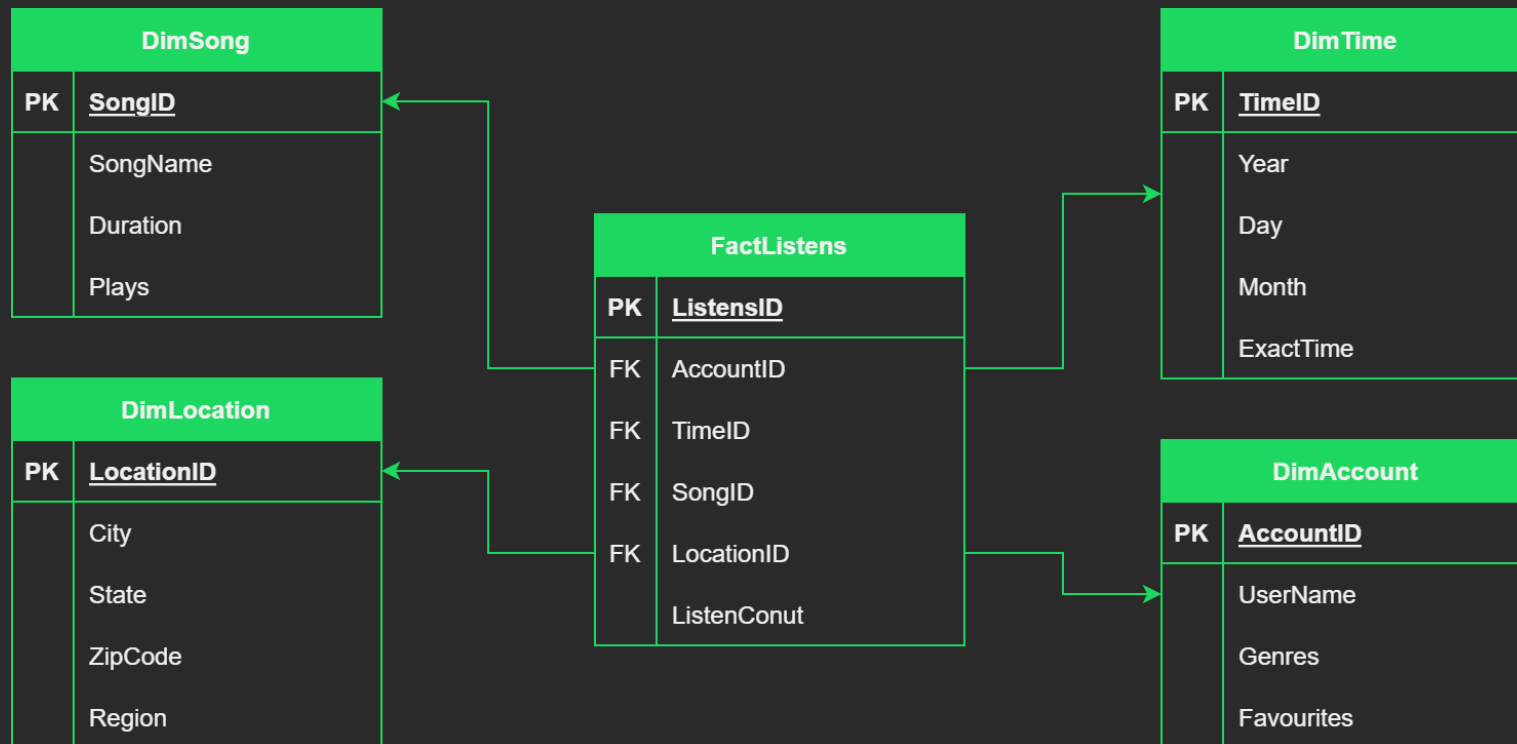 DimSong
PK SongID
SongName
Duration
Plays
DimLocation
PK LocationID
City
State
ZipCode
Region
FactListens
PK ListensID
FK AccountID
FK TimeID
FK SongID
FK LocationID
ListenConut
DimTime
PK TimeID
Year
Day
Month
ExactTime
DimAccount
PK AccountID
UserName
Genres
Favourites